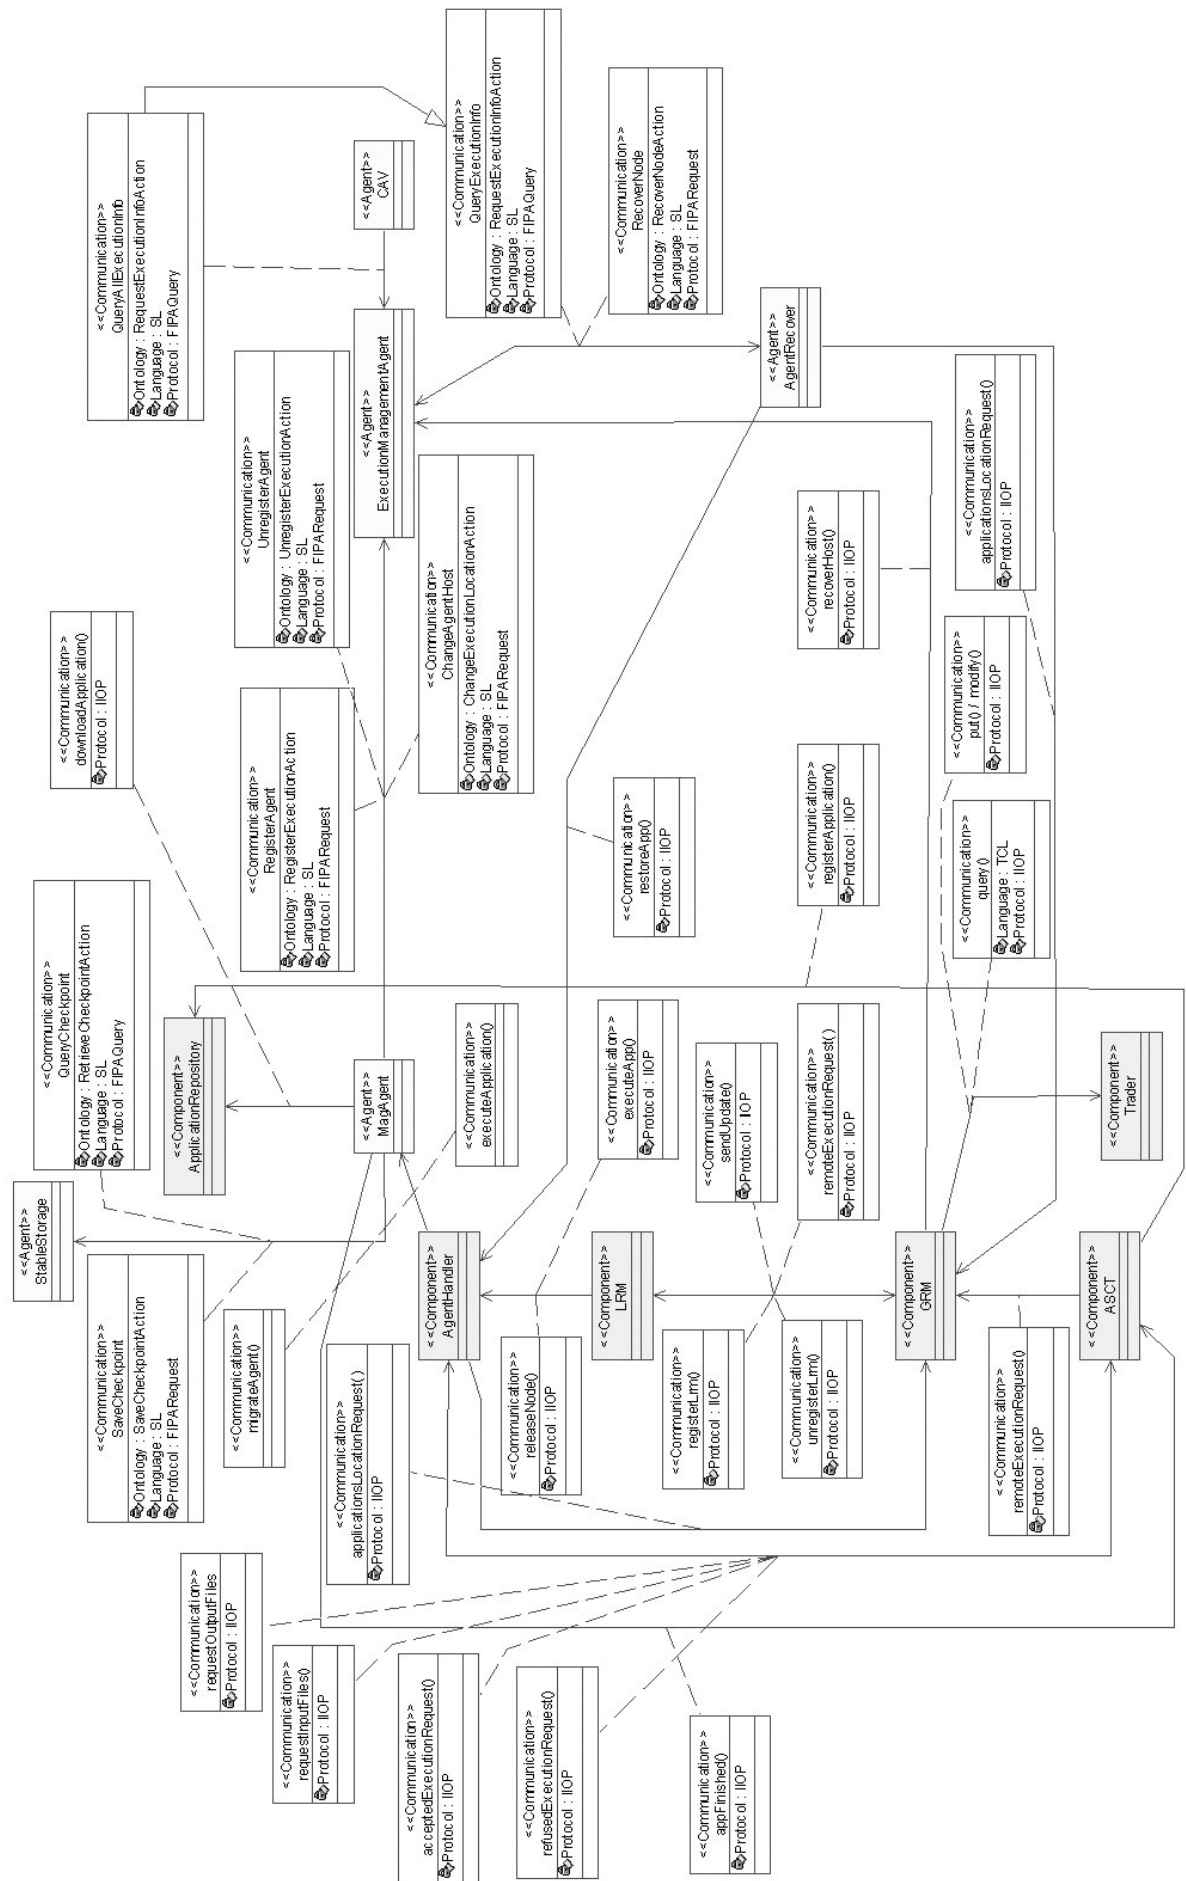 <<Communication>>
requestOutputFiles
Protocol : IIOP
<<Communication>>
requestInputFiles()
Protocol : IIOP
<<Communication>>
acceptedExecutionRequest()
Protocol : IIOP
<<Communication>>
refusedExecutionRequest()
Protocol : IIOP
<<Communication>>
appFinished()
Protocol : IIOP
<<Communication>>
SaveCheckpoint
Ontology : SaveCheckpointAction
Language : SL
Protocol : FIPARequest
<<Communication>>
migrateAgent()
<<Communication>>
applicationsLocationRequest()
Protocol : IIOP
<<Communication>>
releaseNode()
Protocol : IIOP
<<Communication>>
registerLrm()
Protocol : IIOP
<<Communication>>
unregisterLrm()
Protocol : IIOP
<<Communication>>
remoteExecutionRequest()
Protocol : IIOP
<<Agent>>
StableStorage
<<Component>>
AgentHandler
<<Component>>
LRM
<<Component>>
GRM
<<Component>>
ASCT
<<Communication>>
QueryCheckpoint
Ontology : RetrieveCheckpointAction
Language : SL
Protocol : FIPAQuery
<<Component>>
ApplicationRepository
<<Agent>>
MagAgent
<<Communication>>
executeApplication()
<<Communication>>
executeApp()
Protocol : IIOP
<<Communication>>
sendUpdate()
Protocol : IIOP
<<Communication>>
remoteExecutionRequest()
Protocol : IIOP
<<Component>>
Trader
<<Communication>>
downloadApplication()
Protocol : IIOP
<<Communication>>
RegisterAgent
Ontology : RegisterExecutionAction
Language : SL
Protocol : FIPARequest
<<Communication>>
restoreApp()
Protocol : IIOP
<<Communication>>
registerApplication()
Protocol : IIOP
<<Communication>>
query()
Language : TCL
Protocol : IIOP
<<Communication>>
UnregisterAgent
Ontology : UnregisterExecutionAction
Language : SL
Protocol : FIPARequest
<<Communication>>
ChangeAgentHost
Ontology : ChangeExecutionLocationAction
Language : SL
Protocol : FIPARequest
<<Communication>>
recoverHost()
Protocol : IIOP
<<Communication>>
put() / modify()
Protocol : IIOP
<<Communication>>
applicationsLocationRequest()
Protocol : IIOP
<<Agent>>
ExecutionManagementAgent
<<Agent>>
AgentRecover
<<Communication>>
QueryAllExecutionInfo
Ontology : RequestExecutionInfoAction
Language : SL
Protocol : FIPAQuery
<<Agent>>
CAV
<<Communication>>
QueryExecutionInfo
Ontology : RequestExecutionInfoAction
Language : SL
Protocol : FIPAQuery
<<Communication>>
RecoverNode
Ontology : RecoverNodeAction
Language : SL
Protocol : FIPARequest